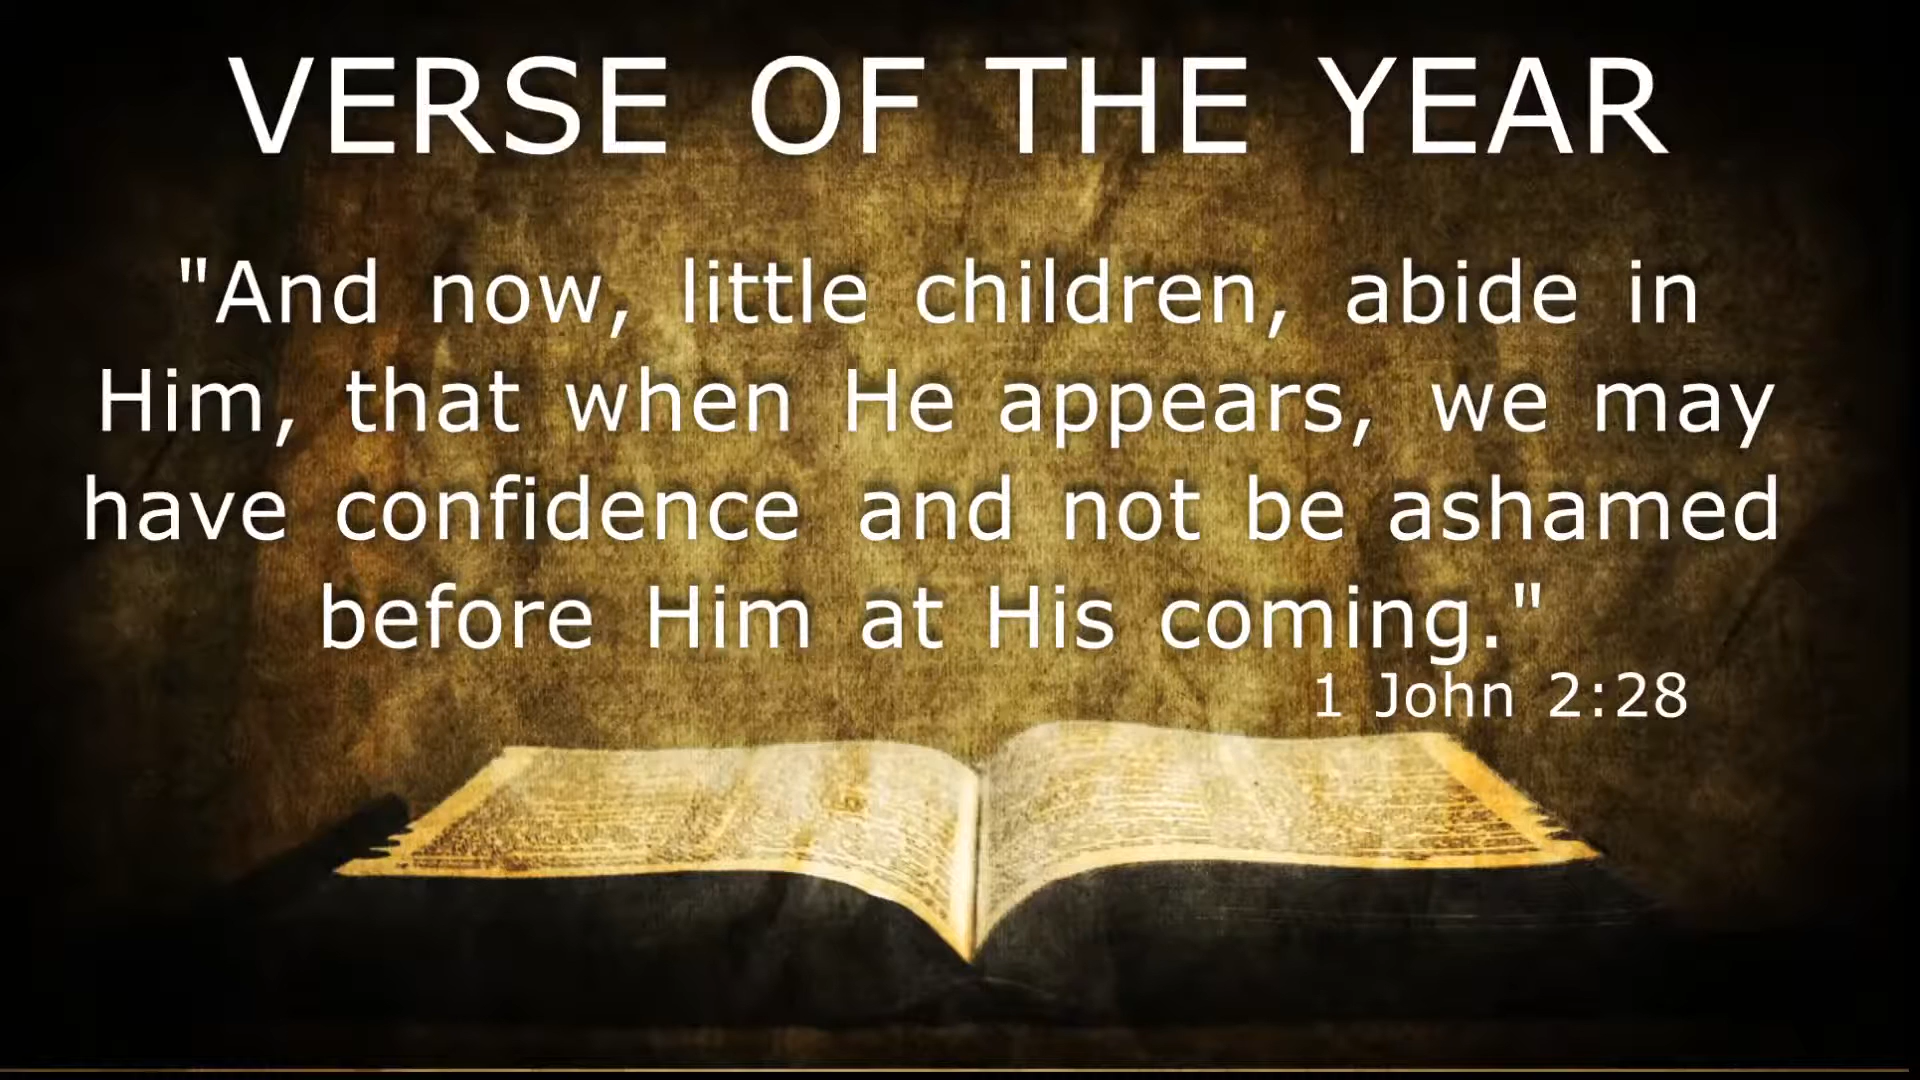 VERSE OF THE YEAR
"And now, little children, abide in
Him, that when He appears, we may
have confidence and not be ashamed
before Him at His coming."
1 John 2:28